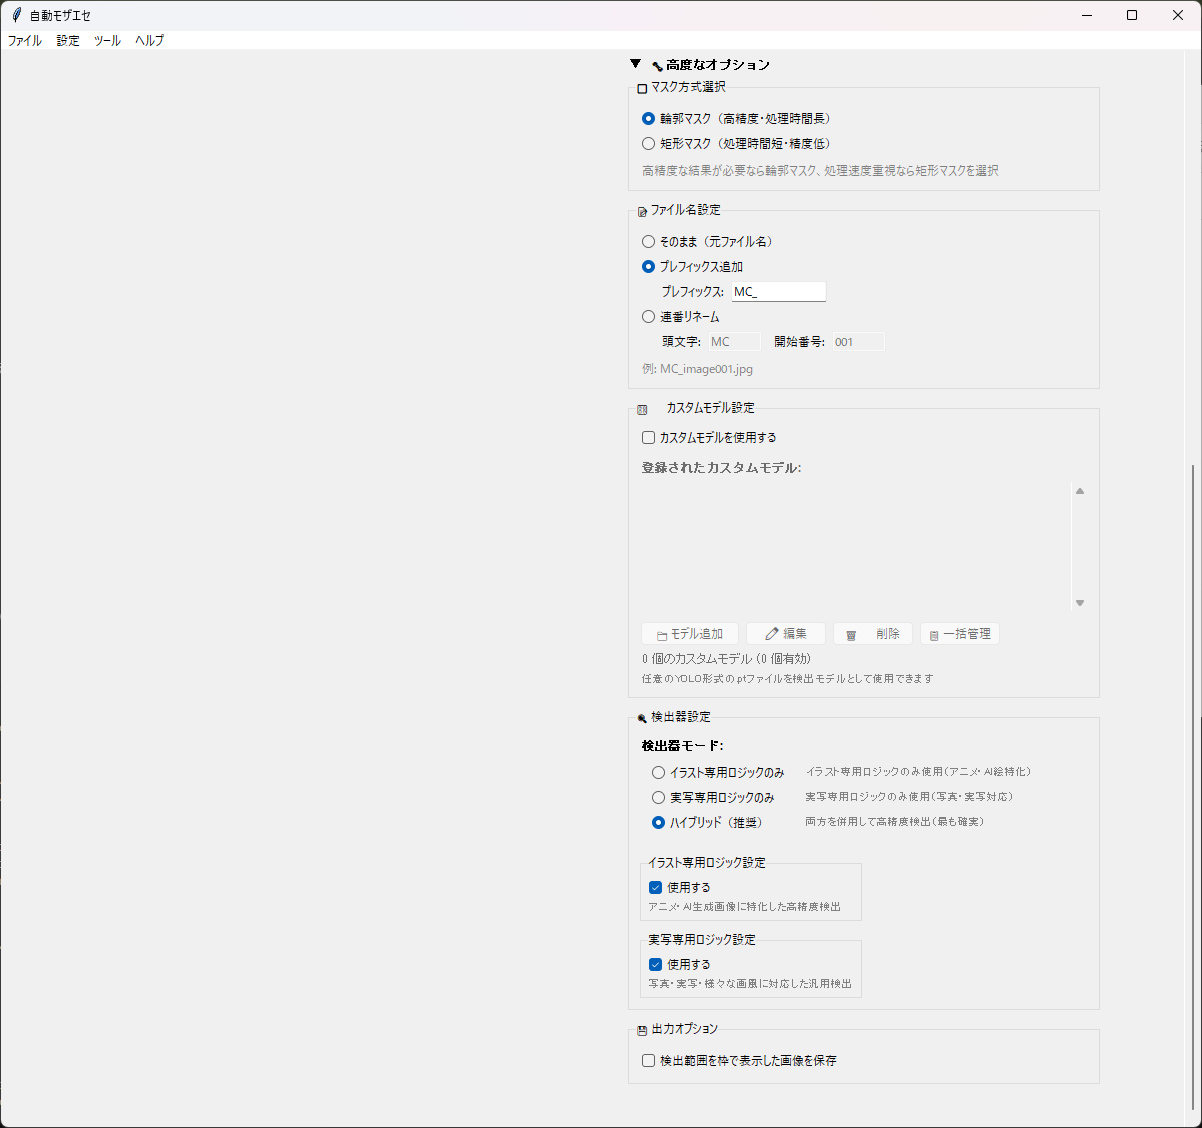 自動モザエセ
ファイル 設定 ツール ヘルプ
▼ 高度なオプション
マスク方式選択
輪郭マスク（高精度・処理時間長）
矩形マスク（処理時間短・精度低）
高精度な結果が必要なら輪郭マスク、処理速度重視なら矩形マスクを選択
ファイル名設定
そのまま（元ファイル名）
プレフィックス追加
プレフィックス: MC_
連番リネーム
頭文字: MC 開始番号: 001
例: MC_image001.jpg
カスタムモデル設定
カスタムモデルを使用する
登録されたカスタムモデル:
モデル追加 編集 削除 一括管理
0 個のカスタムモデル (0 個有効)
任意のYOLO形式の.ptファイルを検出モデルとして使用できます
検出器設定
検出器モード:
イラスト専用ロジックのみ イラスト専用ロジックのみ使用（アニメ・AI絵特化）
実写専用ロジックのみ 実写専用ロジックのみ使用（写真・実写対応）
ハイブリッド（推奨） 両方を併用して高精度検出（最も確実）
イラスト専用ロジック設定
使用する
アニメ・AI生成画像に特化した高精度検出
実写専用ロジック設定
使用する
写真・実写・様々な画風に対応した汎用検出
出力オプション
検出範囲を枠で表示した画像を保存